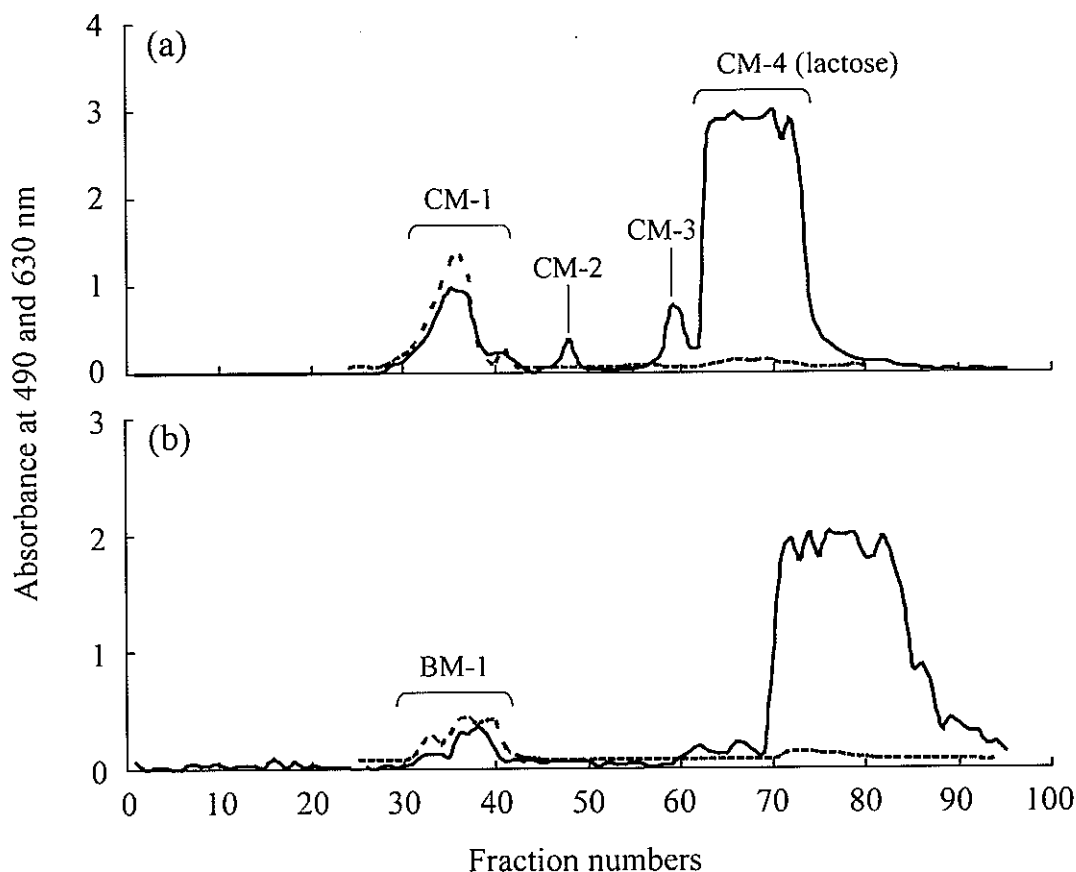 (a)
4
3
2
1
0
CM-1
CM-2
CM-3
CM-4 (lactose)
Absorbance at 490 and 630 nm
(b)
3
2
1
0
BM-1
0 10 20 30 40 50 60 70 80 90 100
Fraction numbers